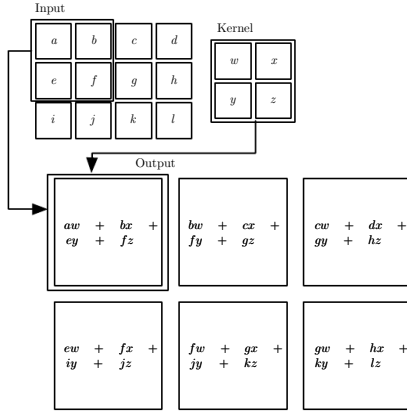 Input
a b c d
Kernel
w x
e f g h
y z
i j k l
Output
aw + bx +
ey + fz
bw + cx +
fy + gz
cw + dx +
gy + hz
ew + fx +
iy + jz
fw + gx +
jy + kz
gw + hx +
ky + lz